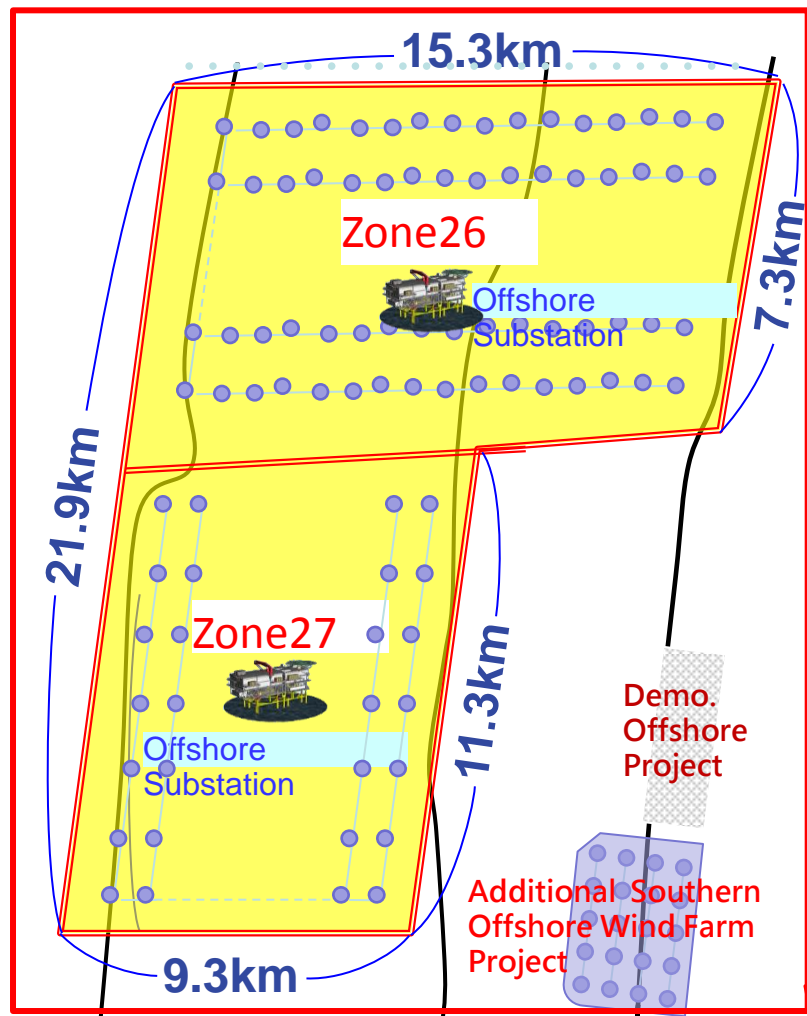 15.3km
Zone26
Offshore
Substation
7.3km
21.9km
Zone27
Offshore
Substation
11.3km
Demo.
Offshore
Project
Additional Southern
Offshore Wind Farm
Project
9.3km